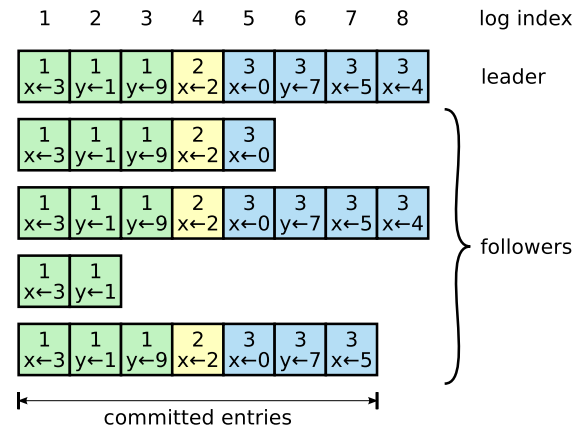 1 2 3 4 5 6 7 8 log index
1 1 1 2 3 3 3 3
x←3 y←1 y←9 x←2 x←0 y←7 x←5 x←4
leader
1 1 1 2 3
x←3 y←1 y←9 x←2 x←0
1 1 1 2 3 3 3 3
x←3 y←1 y←9 x←2 x←0 y←7 x←5 x←4
followers
1 1
x←3 y←1
1 1 1 2 3 3 3
x←3 y←1 y←9 x←2 x←0 y←7 x←5
committed entries